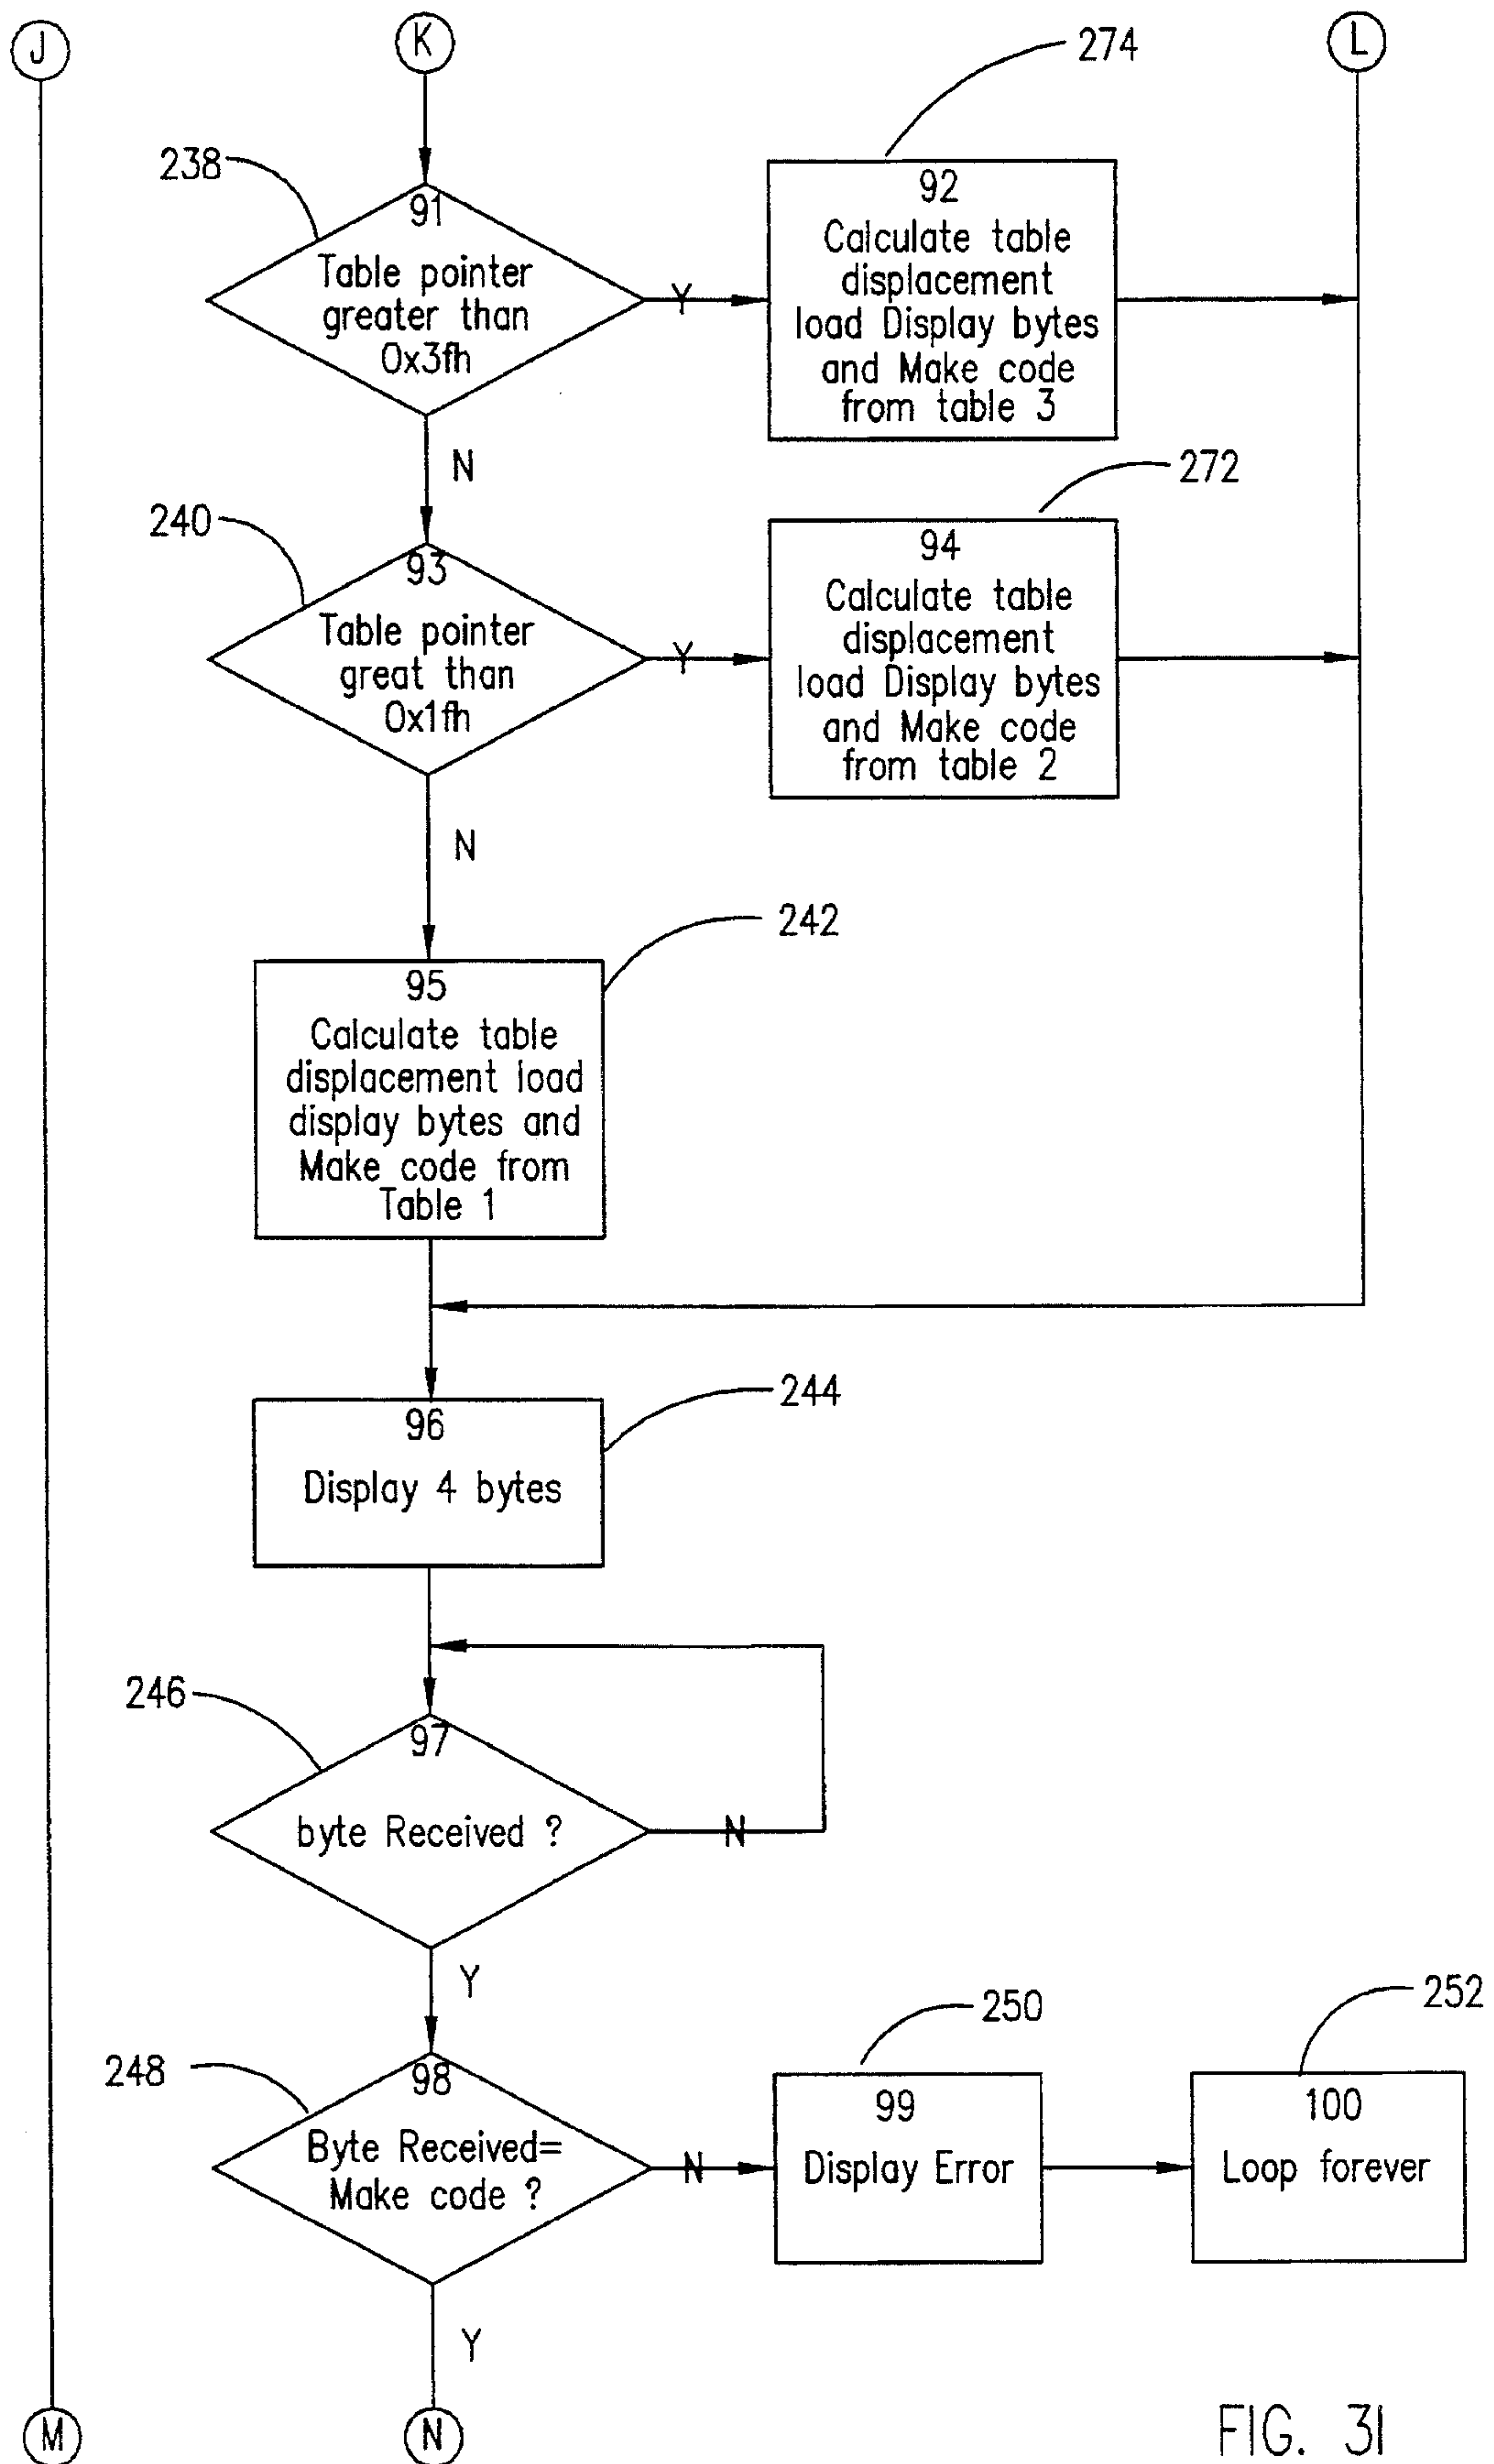 J
K
L
274
238
91
Table pointer
greater than
0x3fh
Y
92
Calculate table
displacement
load Display bytes
and Make code
from table 3
N
272
240
93
Table pointer
great than
0x1fh
Y
94
Calculate table
displacement
load Display bytes
and Make code
from table 2
N
242
95
Calculate table
displacement load
display bytes and
Make code from
Table 1
244
96
Display 4 bytes
246
97
byte Received ?
N
Y
248
98
Byte Received=
Make code ?
N
250
99
Display Error
252
100
Loop forever
Y
M
N
FIG. 3I